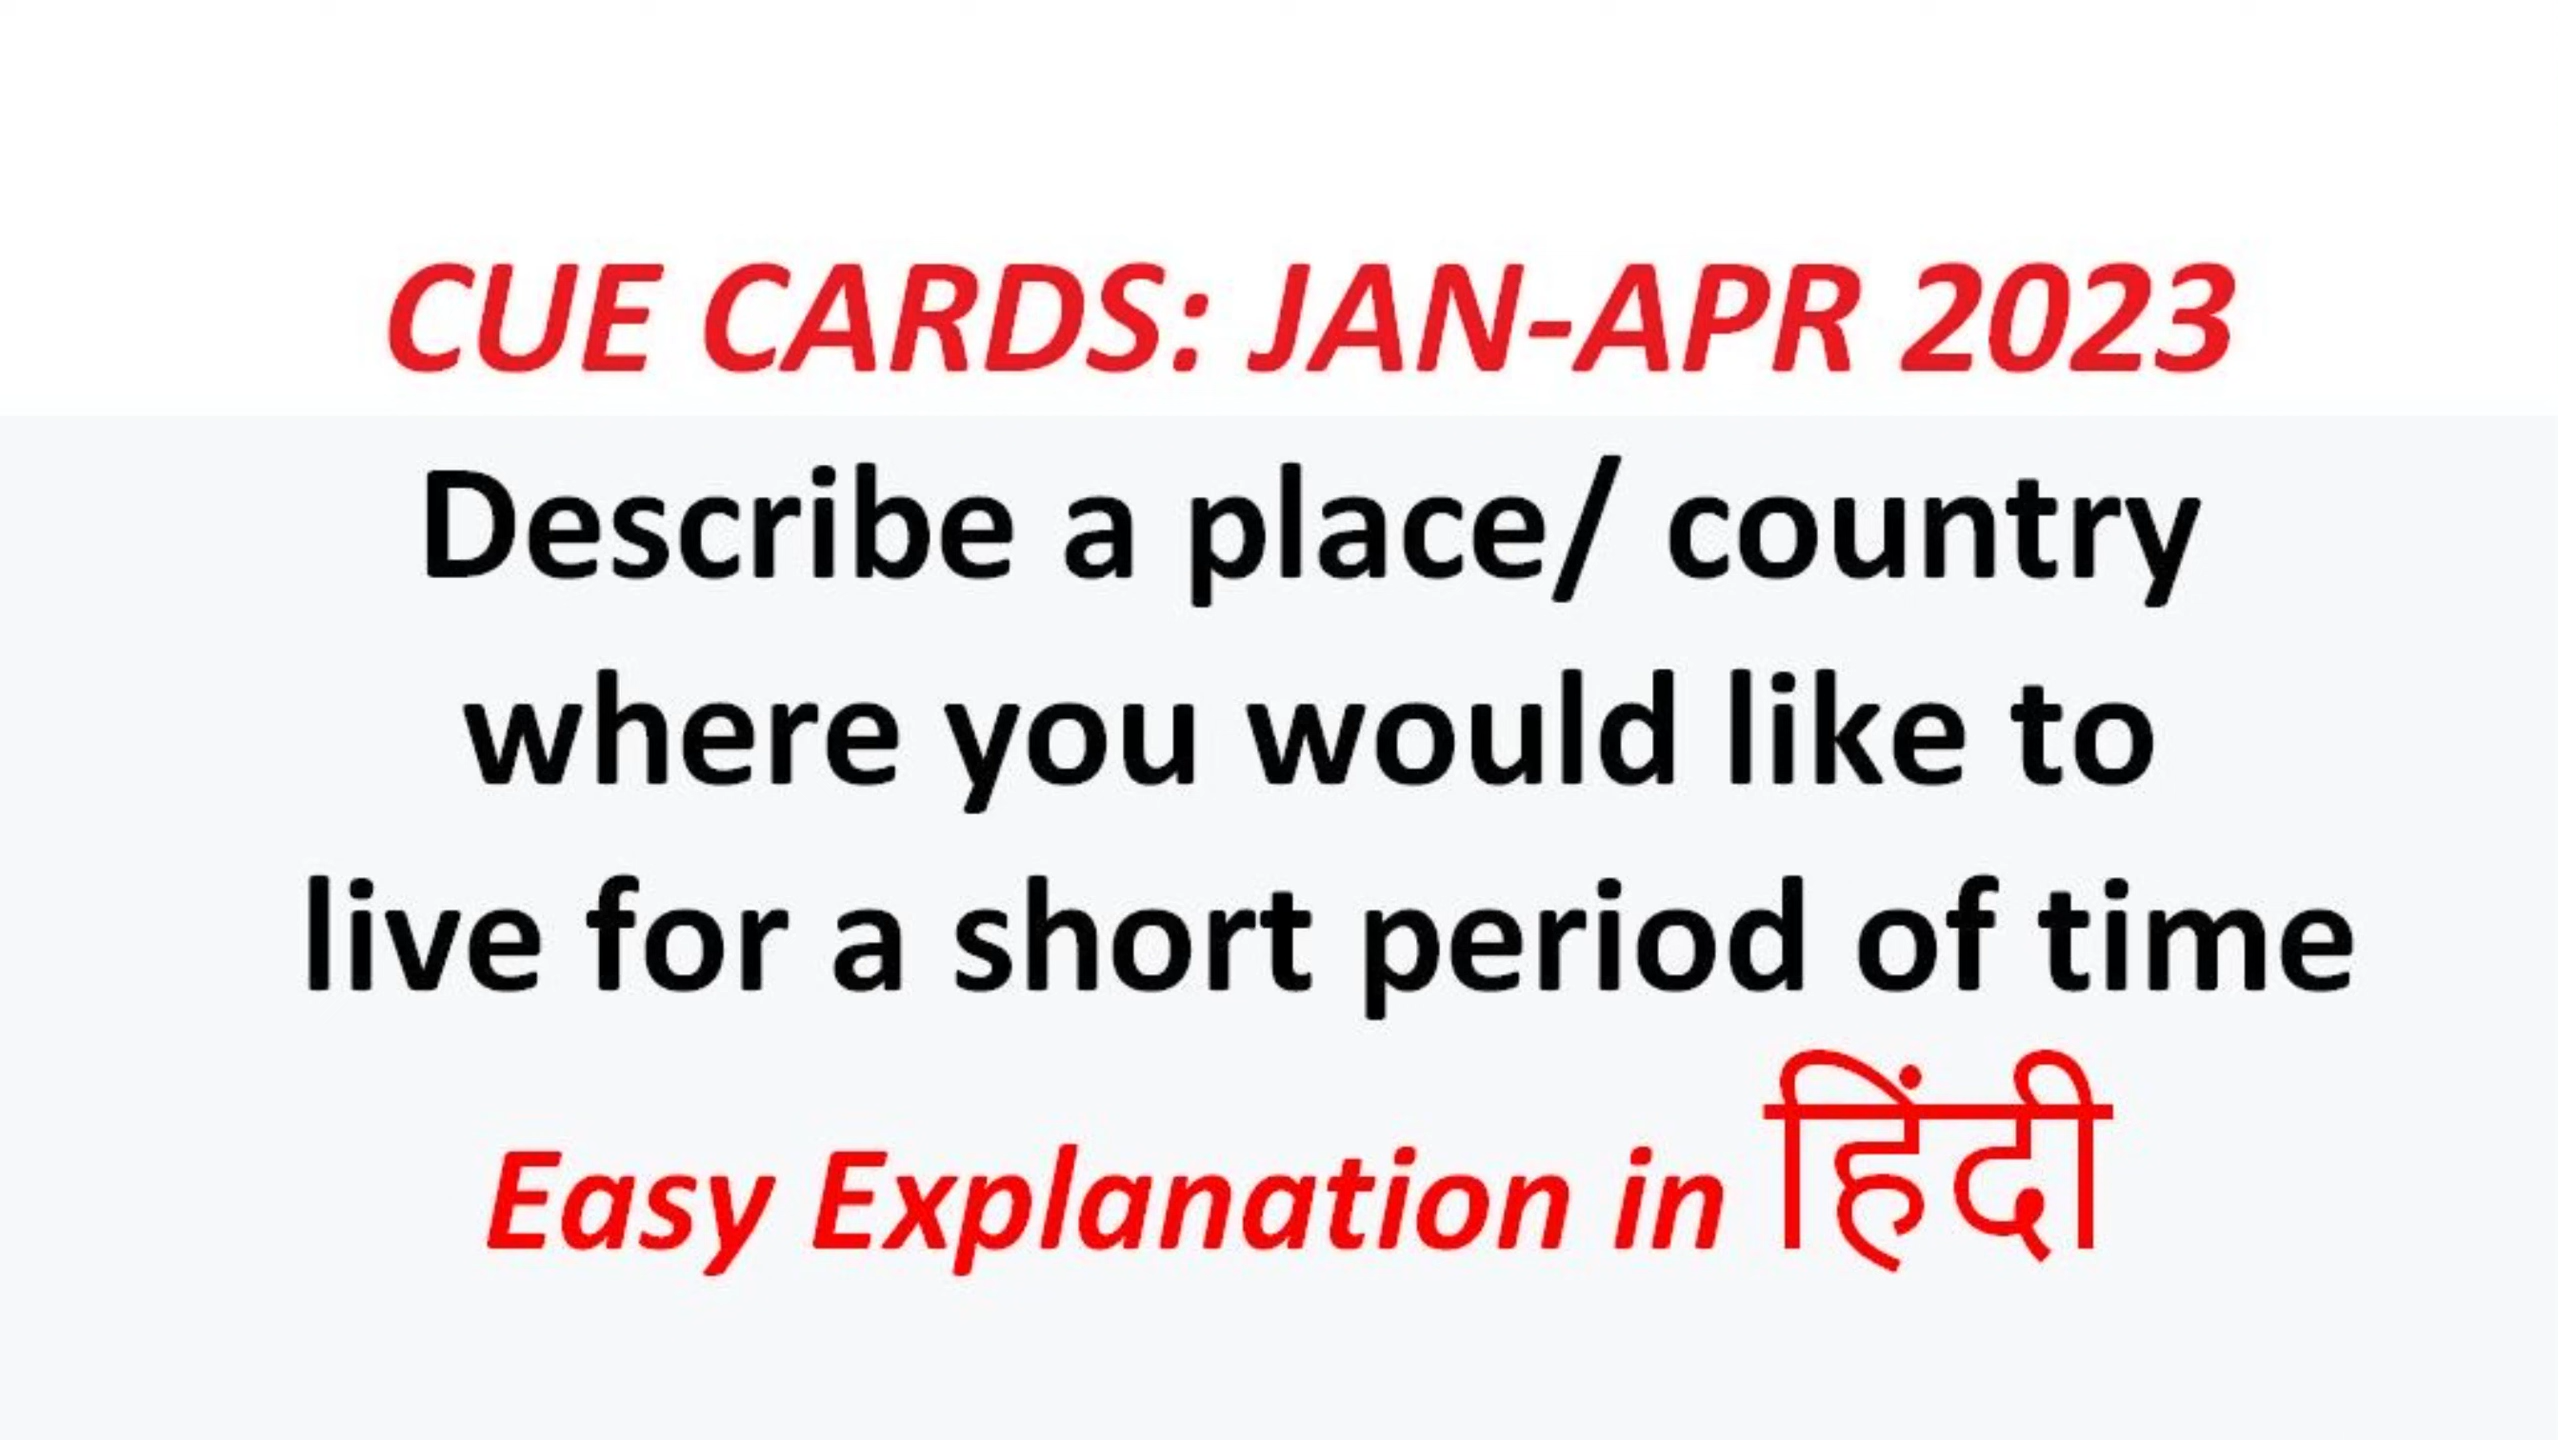 CUE CARDS: JAN-APR 2023
Describe a place/ country
where you would like to
live for a short period of time
Easy Explanation in हिंदी